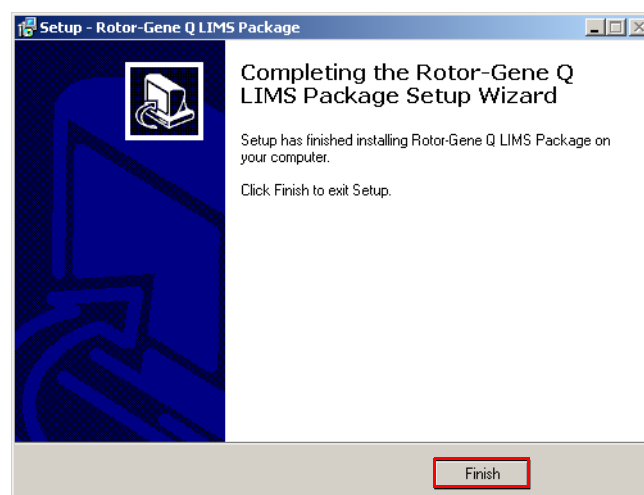 Setup - Rotor-Gene Q LIMS Package
Completing the Rotor-Gene Q
LIMS Package Setup Wizard
Setup has finished installing Rotor-Gene Q LIMS Package on
your computer.
Click Finish to exit Setup.
Finish